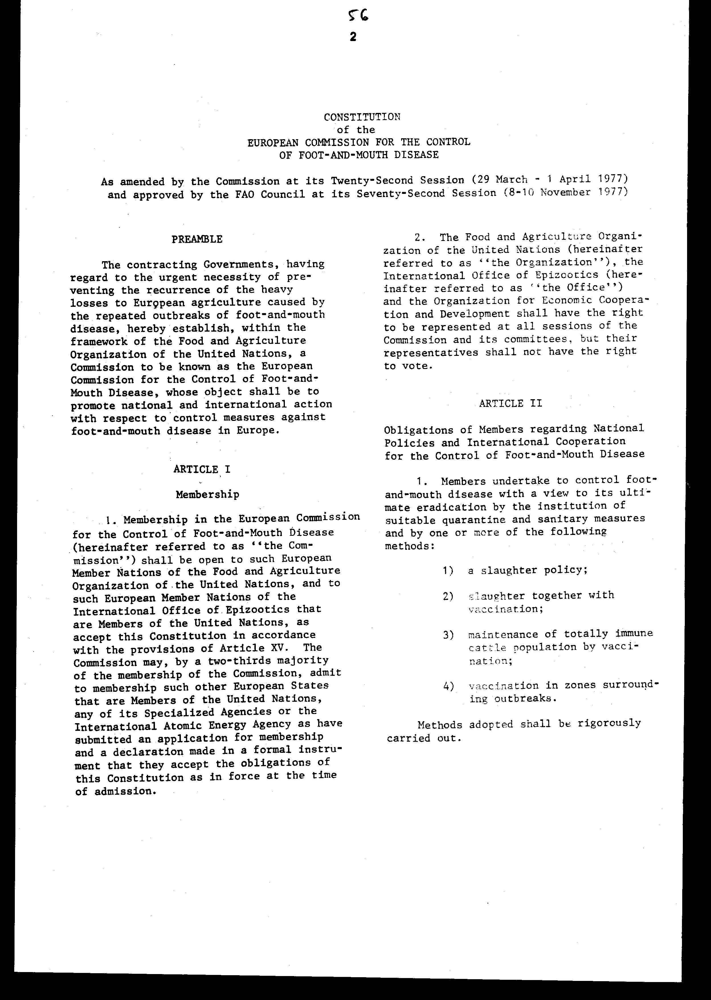 56
2
CONSTITUTION
of the
EUROPEAN COMMISSION FOR THE CONTROL
OF FOOT-AND-MOUTH DISEASE
As amended by the Commission at its Twenty-Second Session (29 March - 1 April 1977)
and approved by the FAO Council at its Seventy-Second Session (8-10 November 1977)
PREAMBLE
The contracting Governments, having
regard to the urgent necessity of pre-
venting the recurrence of the heavy
losses to European agriculture caused by
the repeated outbreaks of foot-and-mouth
disease, hereby establish, within the
framework of the Food and Agriculture
Organization of the United Nations, a
Commission to be known as the European
Commission for the Control of Foot-and-
Mouth Disease, whose object shall be to
promote national and international action
with respect to control measures against
foot-and-mouth disease in Europe.
ARTICLE I
Membership
1. Membership in the European Commission
for the Control of Foot-and-Mouth Disease
(hereinafter referred to as ‘‘the Com-
mission’’) shall be open to such European
Member Nations of the Food and Agriculture
Organization of the United Nations, and to
such European Member Nations of the
International Office of Epizootics that
are Members of the United Nations, as
accept this Constitution in accordance
with the provisions of Article XV. The
Commission may, by a two-thirds majority
of the membership of the Commission, admit
to membership such other European States
that are Members of the United Nations,
any of its Specialized Agencies or the
International Atomic Energy Agency as have
submitted an application for membership
and a declaration made in a formal instru-
ment that they accept the obligations of
this Constitution as in force at the time
of admission.
2. The Food and Agriculture Organi-
zation of the United Nations (hereinafter
referred to as ‘‘the Organization’’), the
International Office of Epizootics (here-
inafter referred to as ‘‘the Office’’)
and the Organization for Economic Coopera-
tion and Development shall have the right
to be represented at all sessions of the
Commission and its committees, but their
representatives shall not have the right
to vote.
ARTICLE II
Obligations of Members regarding National
Policies and International Cooperation
for the Control of Foot-and-Mouth Disease
1. Members undertake to control foot-
and-mouth disease with a view to its ulti-
mate eradication by the institution of
suitable quarantine and sanitary measures
and by one or more of the following
methods:
1) a slaughter policy;
2) slaughter together with
vaccination;
3) maintenance of totally immune
cattle population by vacci-
nation;
4) vaccination in zones surround-
ing outbreaks.
Methods adopted shall be rigorously
carried out.